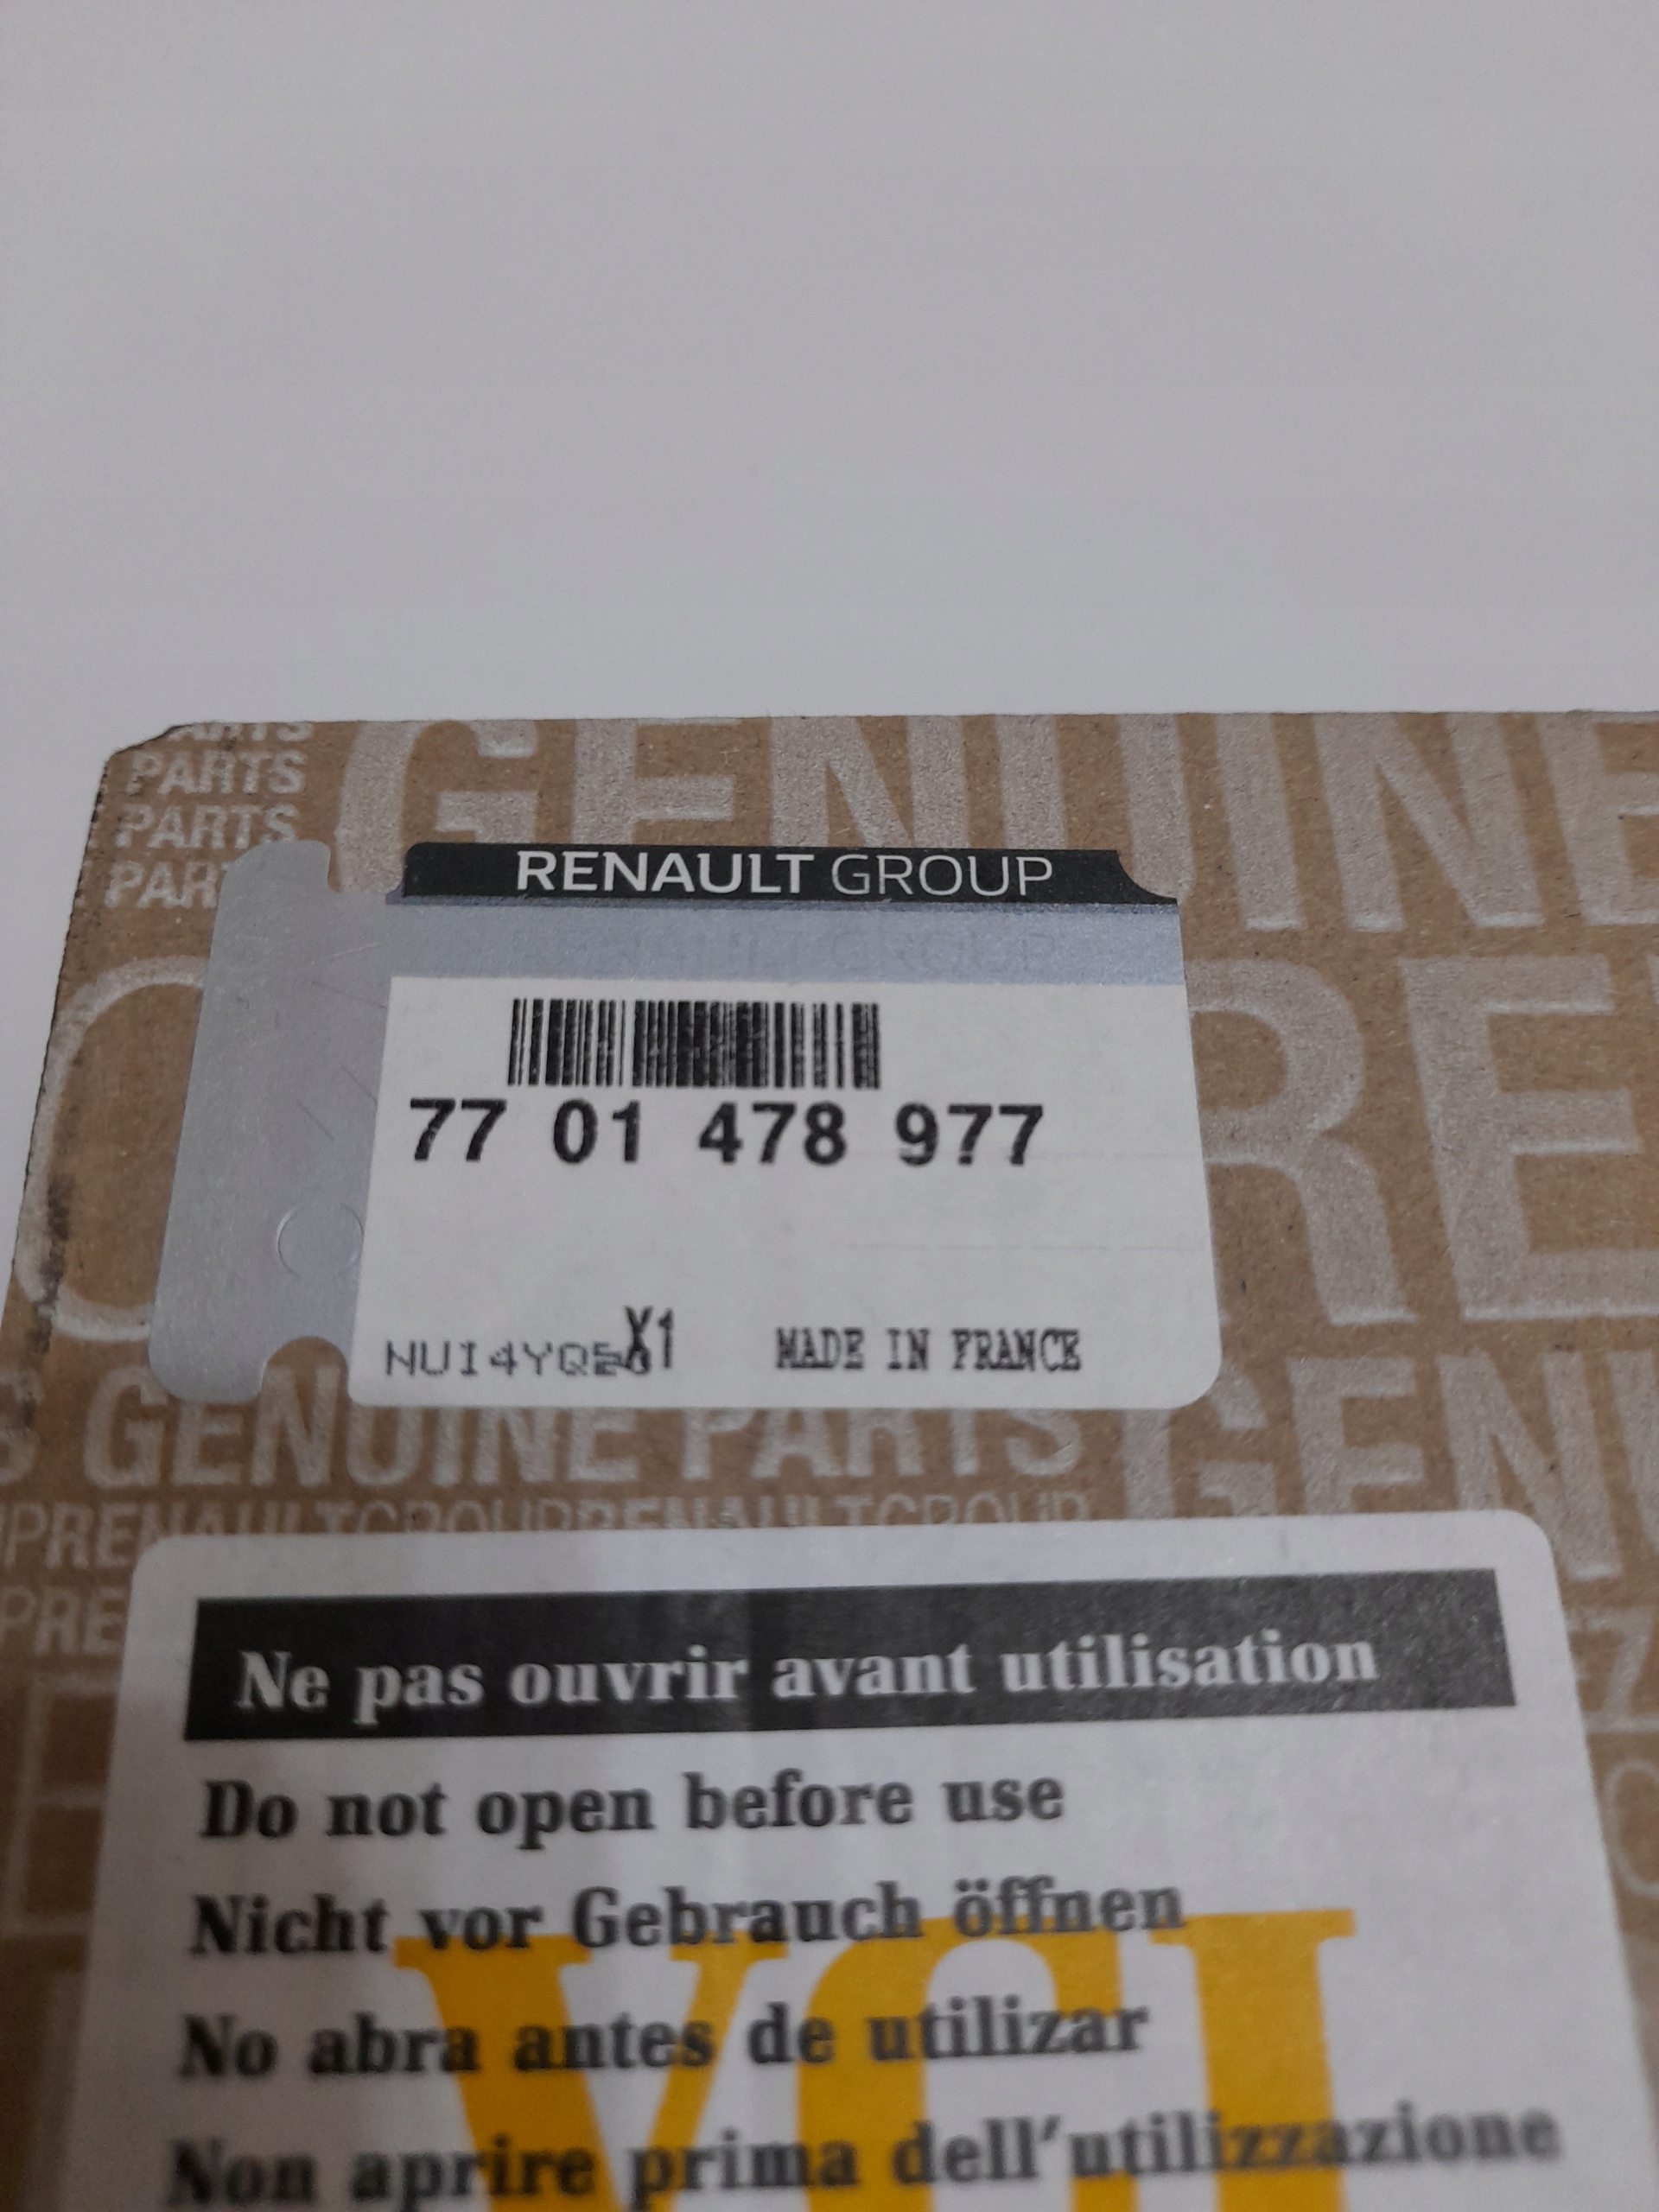 PARTS
PARTS
GENUINE
RENAULT GROUP
RE
77 01 478 977
X1
MADE IN FRANCE
GENUINE PARTS
Ne pas ouvrir avant utilisation
Do not open before use
Nicht vor Gebrauch öffnen
No abra antes de utilizar
Non aprire prima dell'utilizzazione